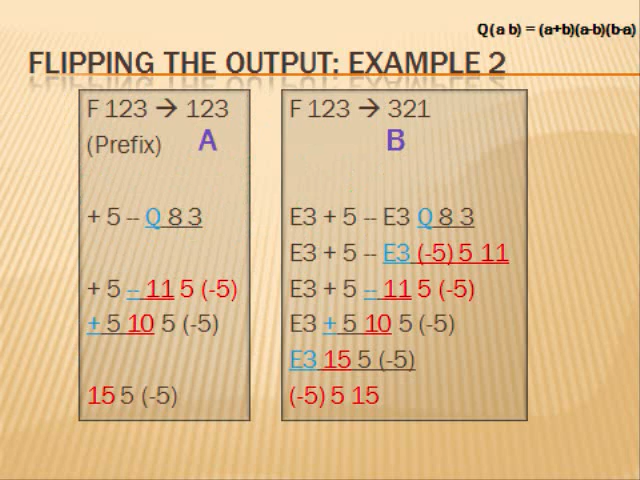 Q(a b) = (a+b)(a-b)(b-a)
FLIPPING THE OUTPUT: EXAMPLE 2
F 123 → 123
(Prefix) A
+ 5 -- Q 8 3
+ 5 -- 11 5 (-5)
+ 5 10 5 (-5)
15 5 (-5)
F 123 → 321
B
E3 + 5 -- E3 Q 8 3
E3 + 5 -- E3 (-5) 5 11
E3 + 5 -- 11 5 (-5)
E3 + 5 10 5 (-5)
E3 15 5 (-5)
(-5) 5 15